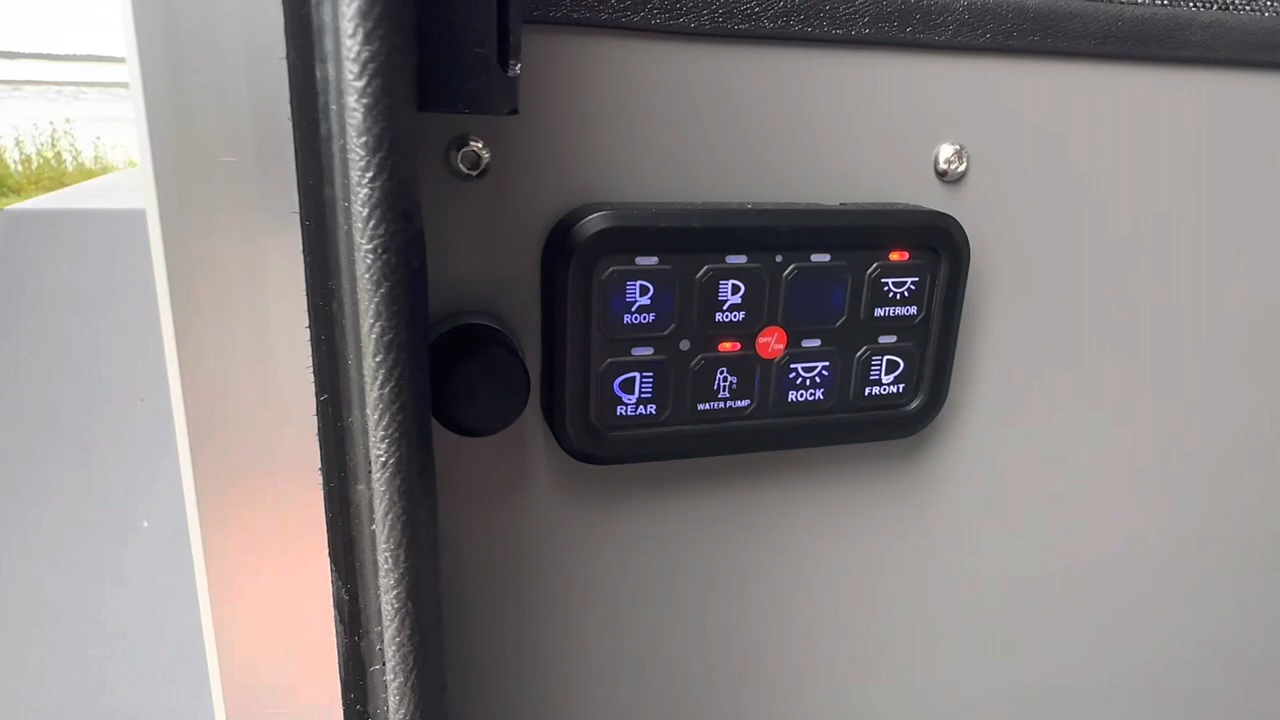 ROOF
ROOF
INTERIOR
OFF/ON
REAR
WATER PUMP
ROCK
FRONT